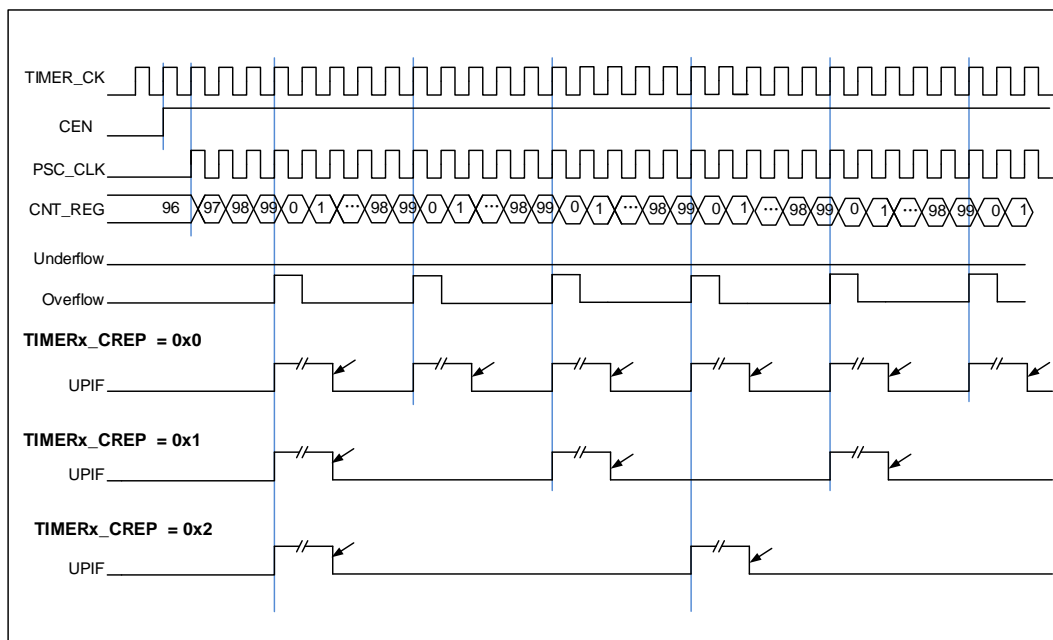 TIMER_CK
CEN
PSC_CLK
CNT_REG 96 97 98 99 0 1 ... 98 99 0 1 ... 98 99 0 1 ... 98 99 0 1 ... 98 99 0 1 ... 98 99 0 1
Underflow
Overflow
TIMERx_CREP = 0x0
UPIF // // // // // //
TIMERx_CREP = 0x1
UPIF // // //
TIMERx_CREP = 0x2
UPIF // //